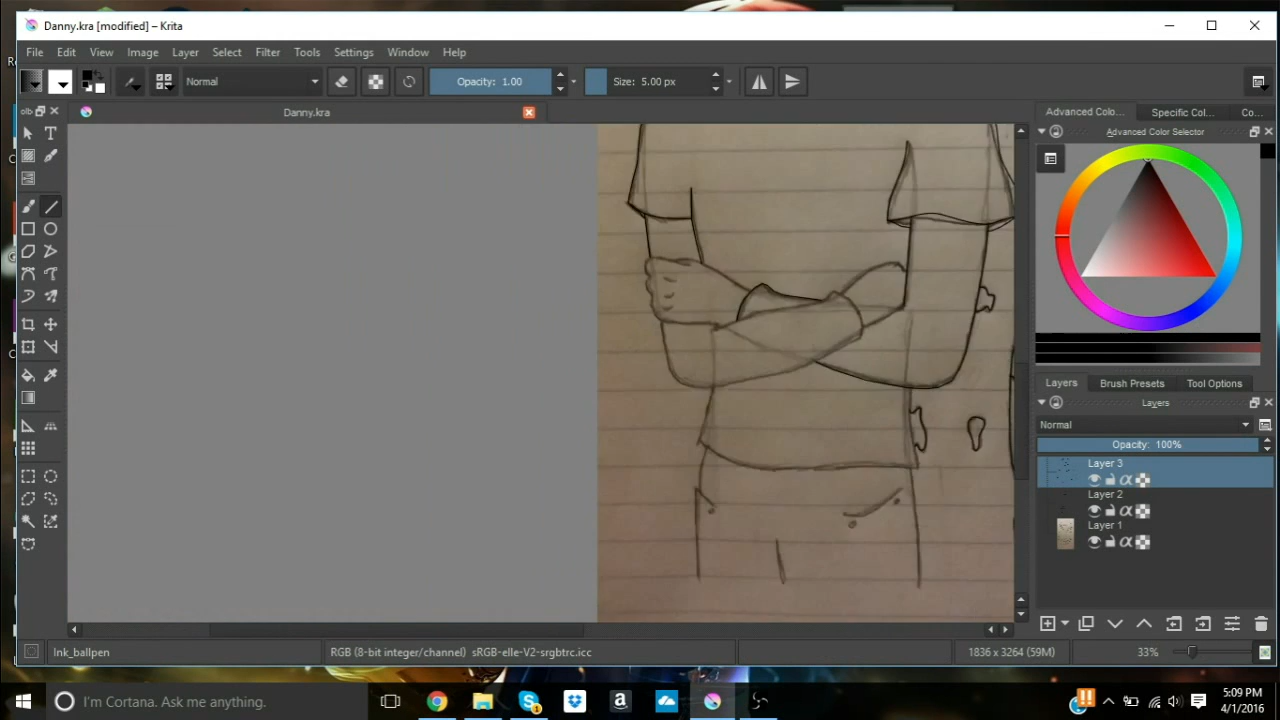 Danny.kra [modified] – Krita
File Edit View Image Layer Select Filter Tools Settings Window Help
Normal Opacity: 1.00 Size: 5.00 px
Danny.kra
Advanced Colo... Specific Col... Co...
Advanced Color Selector
Layers Brush Presets Tool Options
Layers
Normal
Opacity: 100%
Layer 3
Layer 2
Layer 1
Ink_ballpen RGB (8-bit integer/channel) sRGB-elle-V2-srgbtrc.icc 1836 x 3264 (59M) 33%
I'm Cortana. Ask me anything.
5:09 PM
4/1/2016